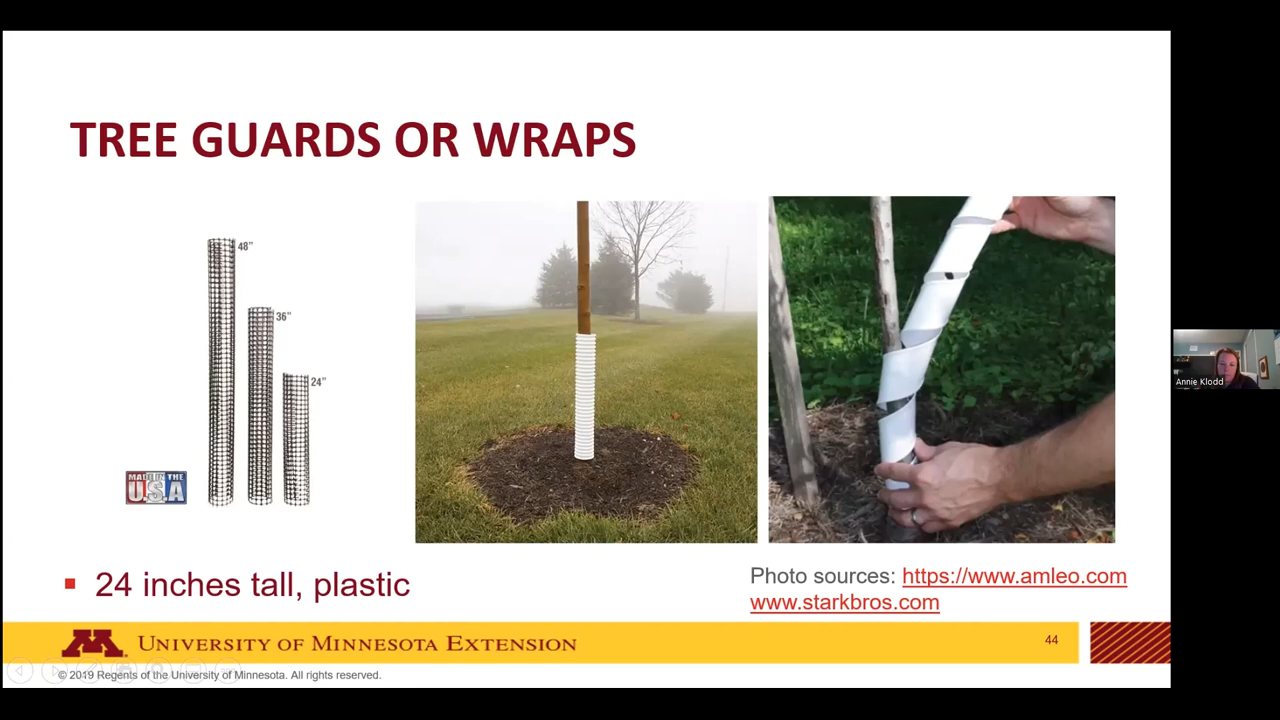 TREE GUARDS OR WRAPS
48"
36"
24"
MADE IN THE
U.S.A
Annie Klodd
24 inches tall, plastic
Photo sources: https://www.amleo.com
www.starkbros.com
M
UNIVERSITY OF MINNESOTA EXTENSION
44
© 2019 Regents of the University of Minnesota. All rights reserved.